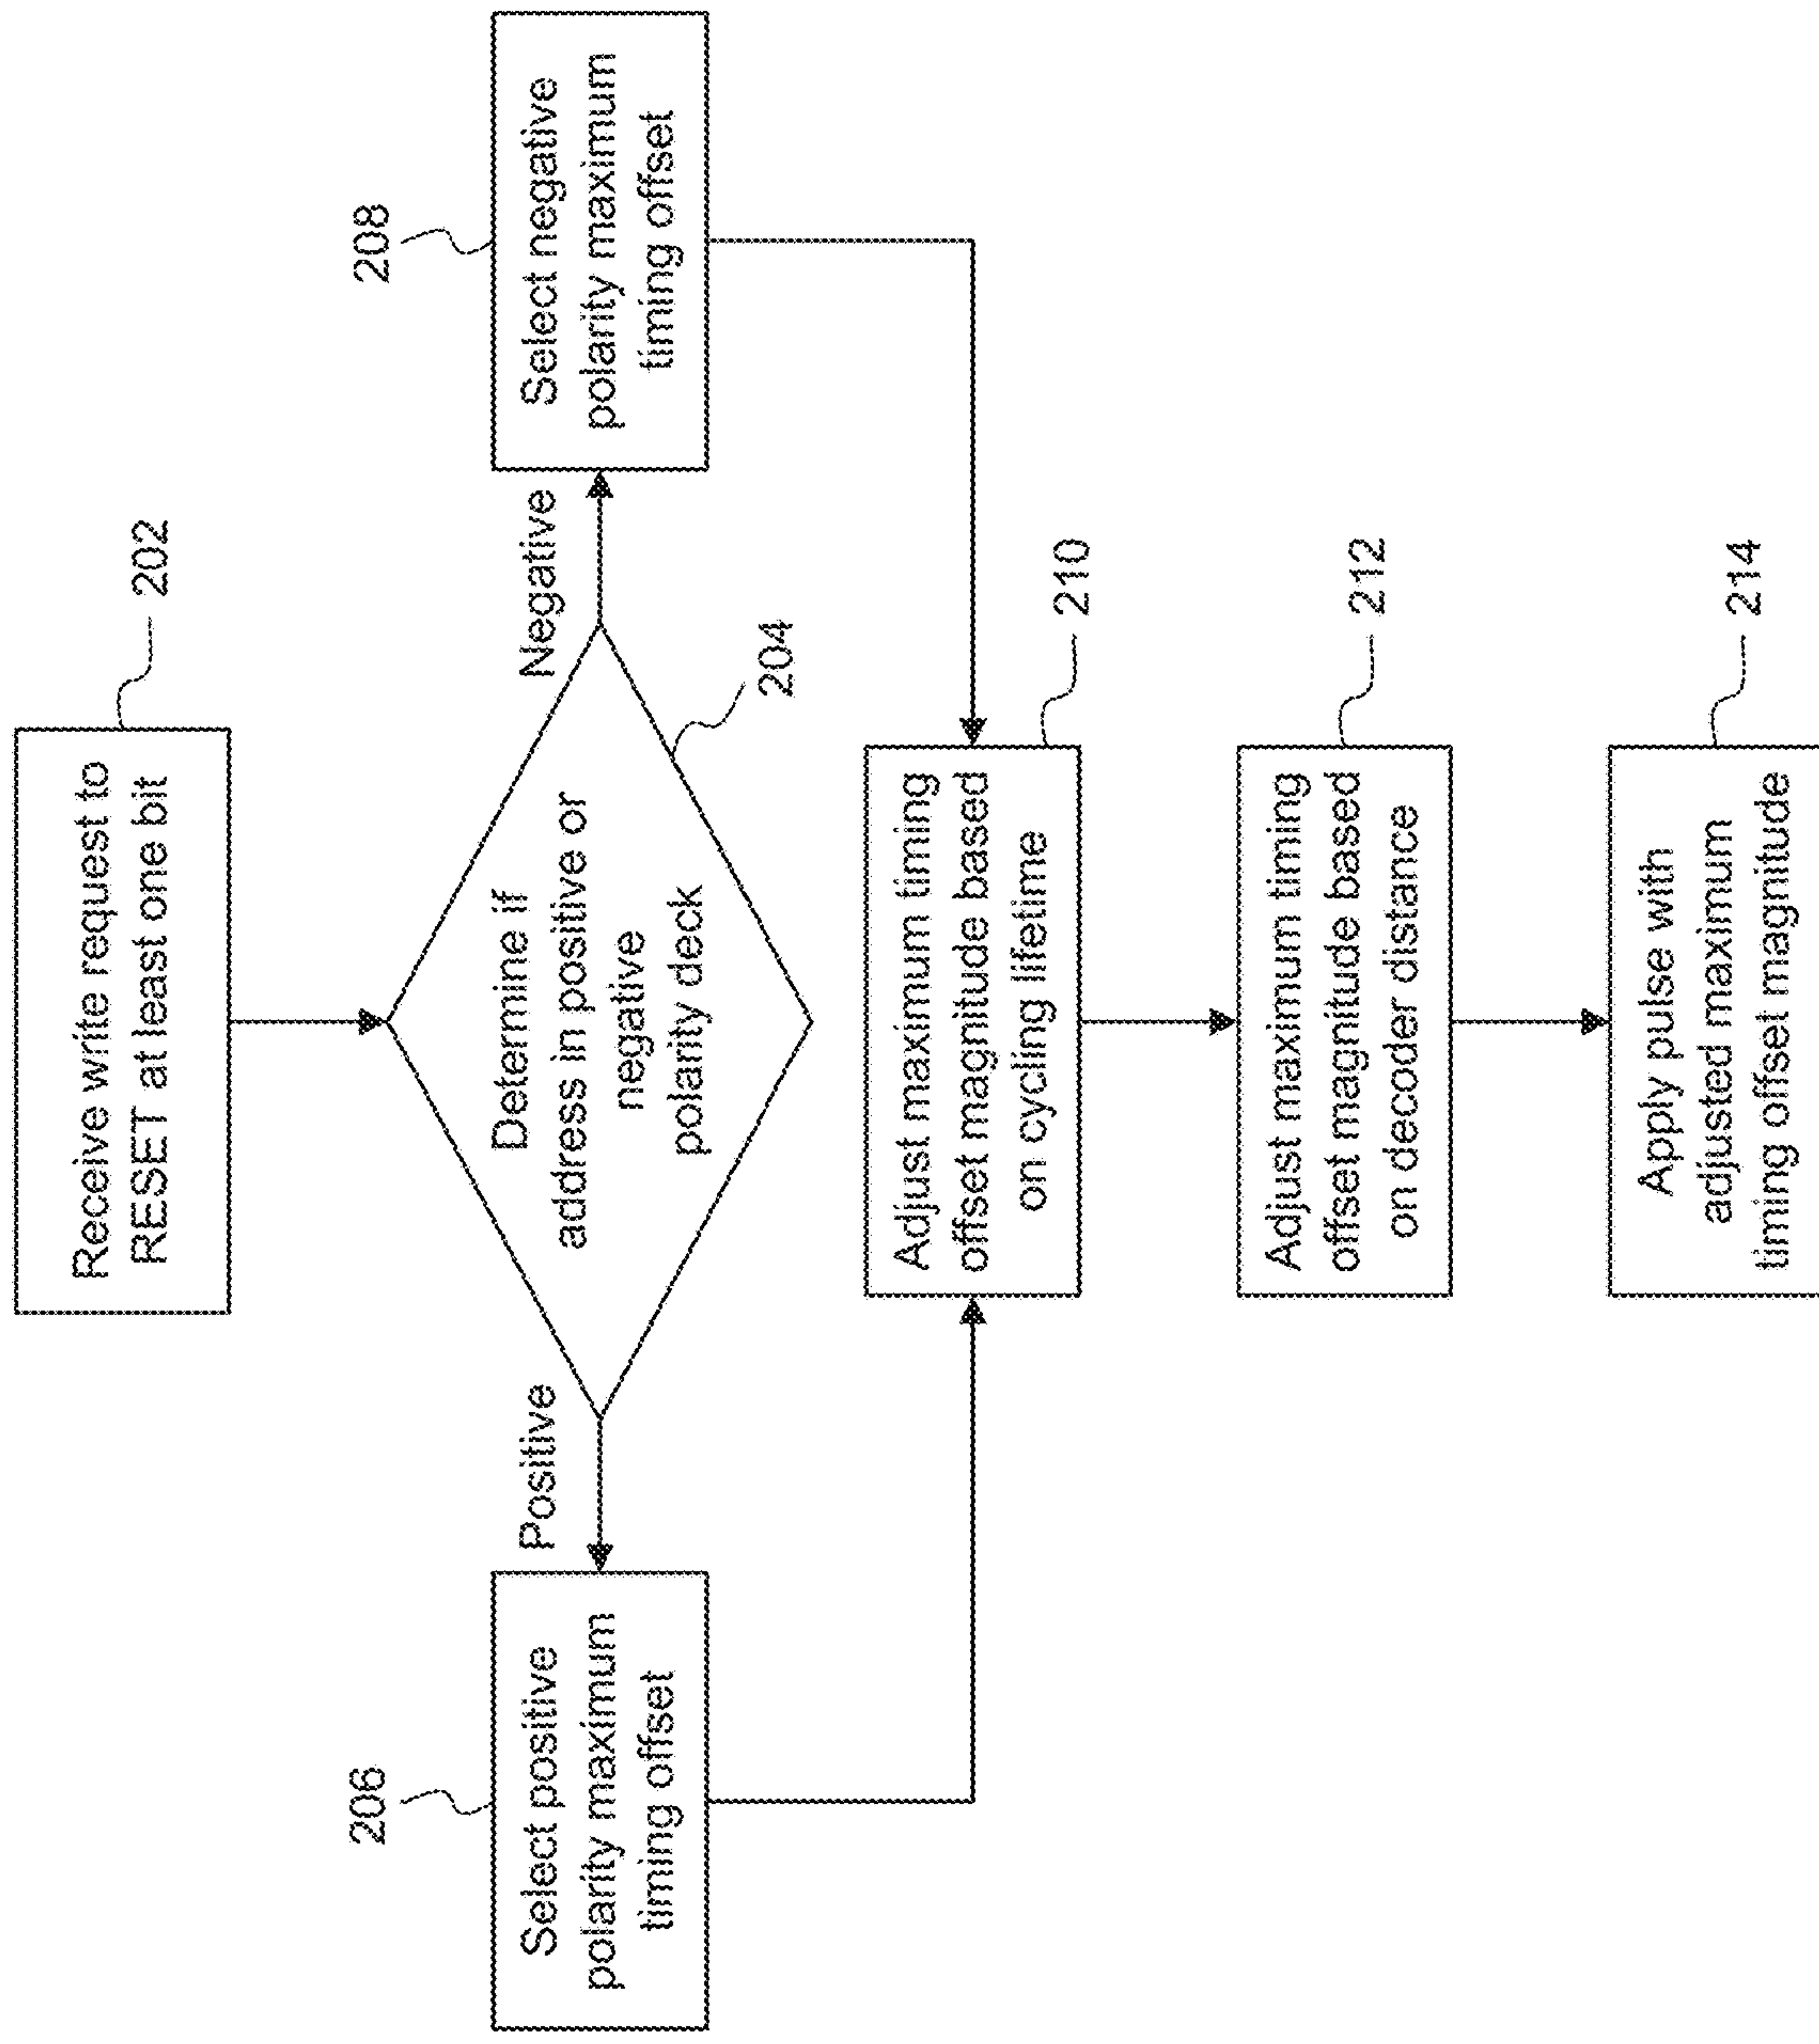 Receive write request to
RESET at least one bit
202
Determine if
address in positive or
negative
polarity deck
204
Positive
Negative
206
Select positive
polarity maximum
timing offset
208
Select negative
polarity maximum
timing offset
Adjust maximum timing
offset magnitude based
on cycling lifetime
210
Adjust maximum timing
offset magnitude based
on decoder distance
212
Apply pulse with
adjusted maximum
timing offset magnitude
214